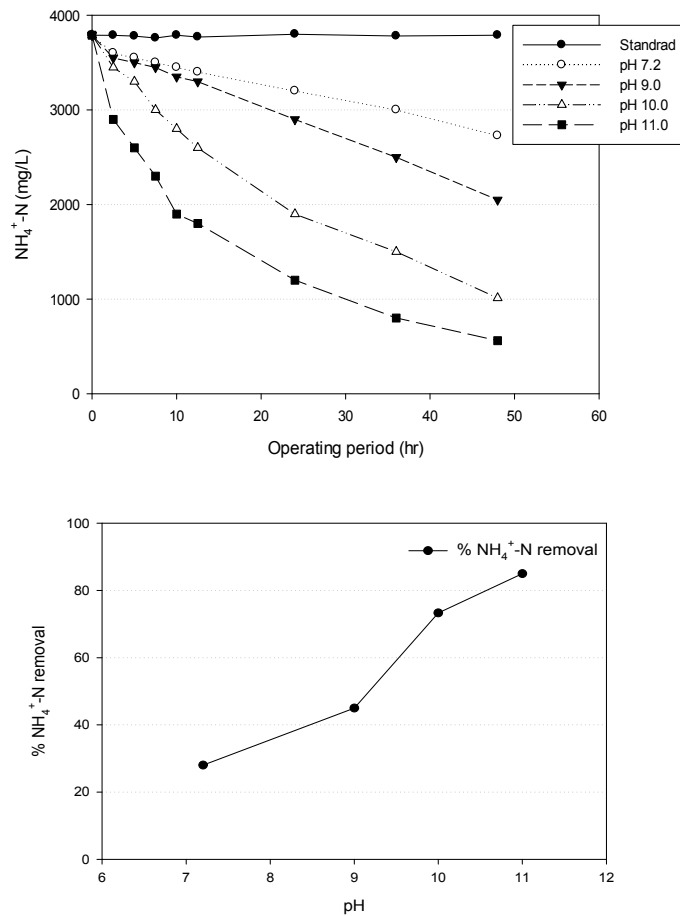 4000
3000
2000
1000
0
NH₄⁺-N (mg/L)
0 10 20 30 40 50 60
Operating period (hr)
Standrad
pH 7.2
pH 9.0
pH 10.0
pH 11.0
100
80
60
40
20
0
% NH₄⁺-N removal
% NH₄⁺-N removal
6 7 8 9 10 11 12
pH